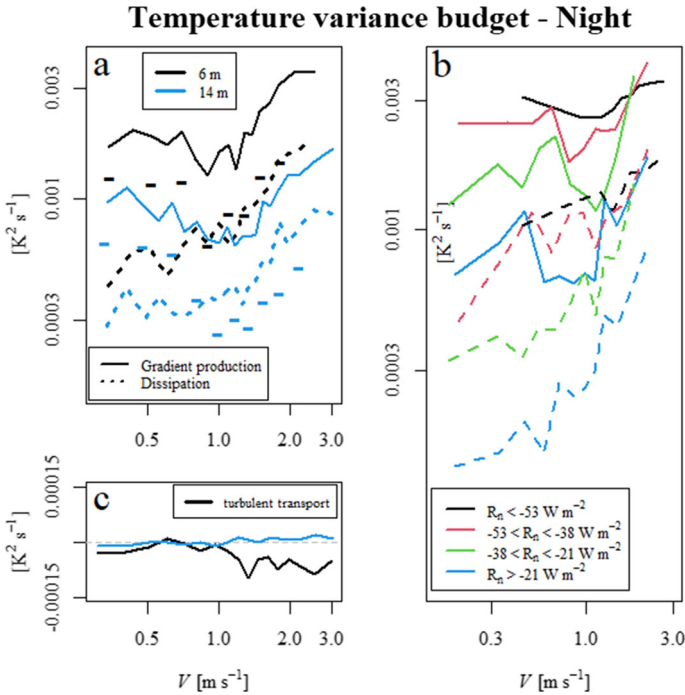 Temperature variance budget - Night
a
6 m
14 m
0.003
0.001
0.0003
[K² s⁻¹]
Gradient production
Dissipation
0.5
1.0
2.0
3.0
c
turbulent transport
0.00015
-0.00015
[K² s⁻¹]
0.5
1.0
2.0
3.0
V [m s⁻¹]
b
0.003
0.001
0.0003
[K² s⁻¹]
Rₙ < -53 W m⁻²
-53 < Rₙ < -38 W m⁻²
-38 < Rₙ < -21 W m⁻²
Rₙ > -21 W m⁻²
0.3
1.0
3.0
V [m s⁻¹]